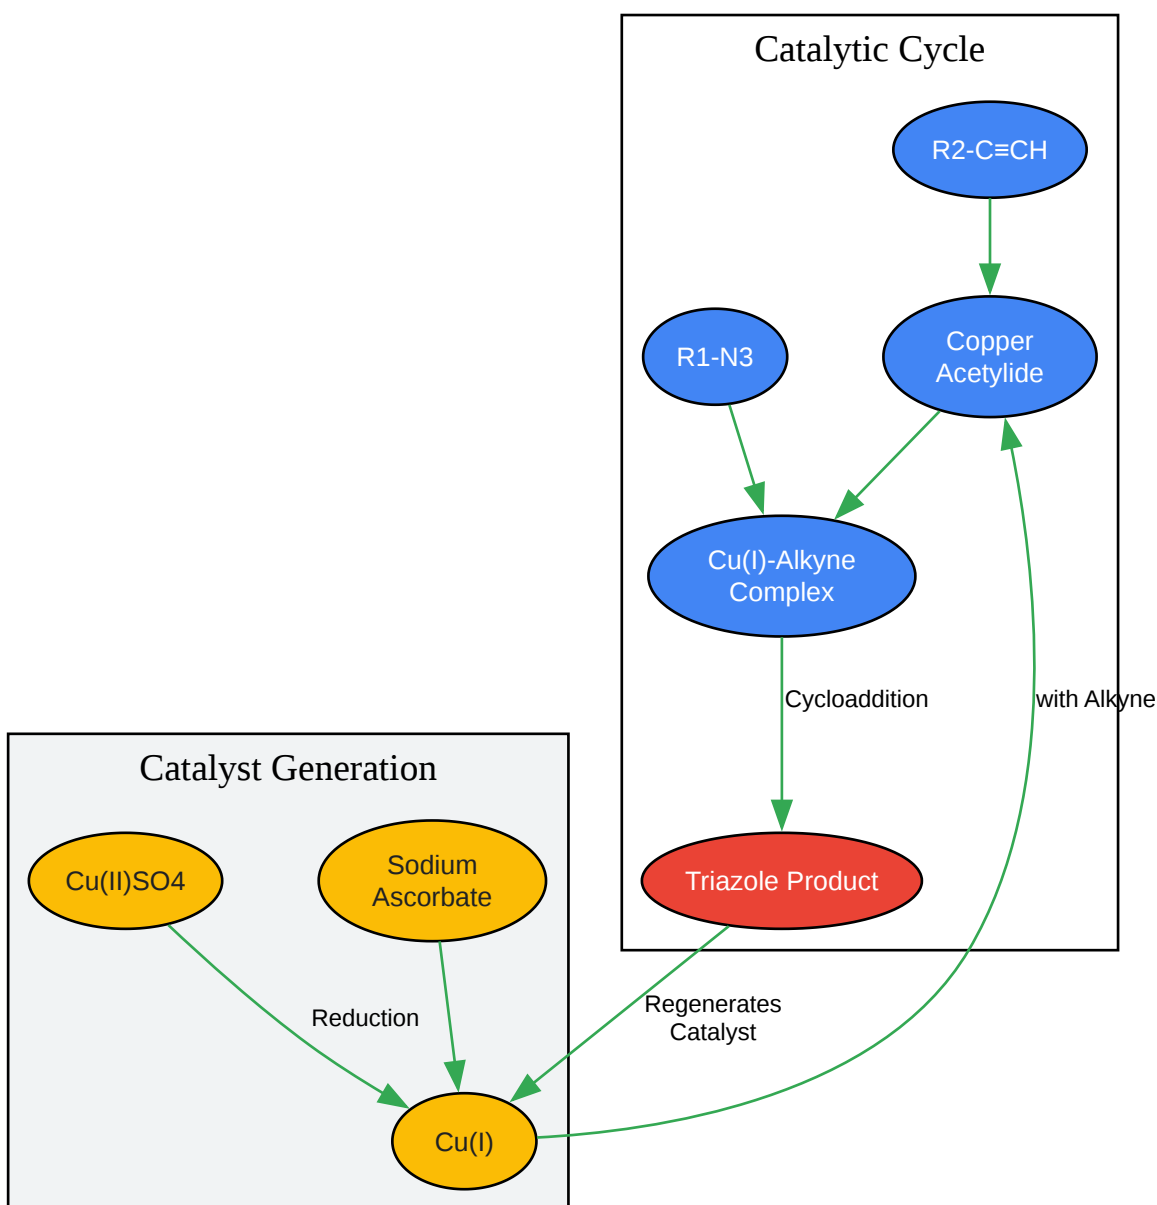 Catalytic Cycle
R2-C≡CH
R1-N3
Copper
Acetylide
Cu(I)-Alkyne
Complex
Cycloaddition
with Alkyne
Catalyst Generation
Cu(II)SO4
Sodium
Ascorbate
Triazole Product
Reduction
Regenerates
Catalyst
Cu(I)